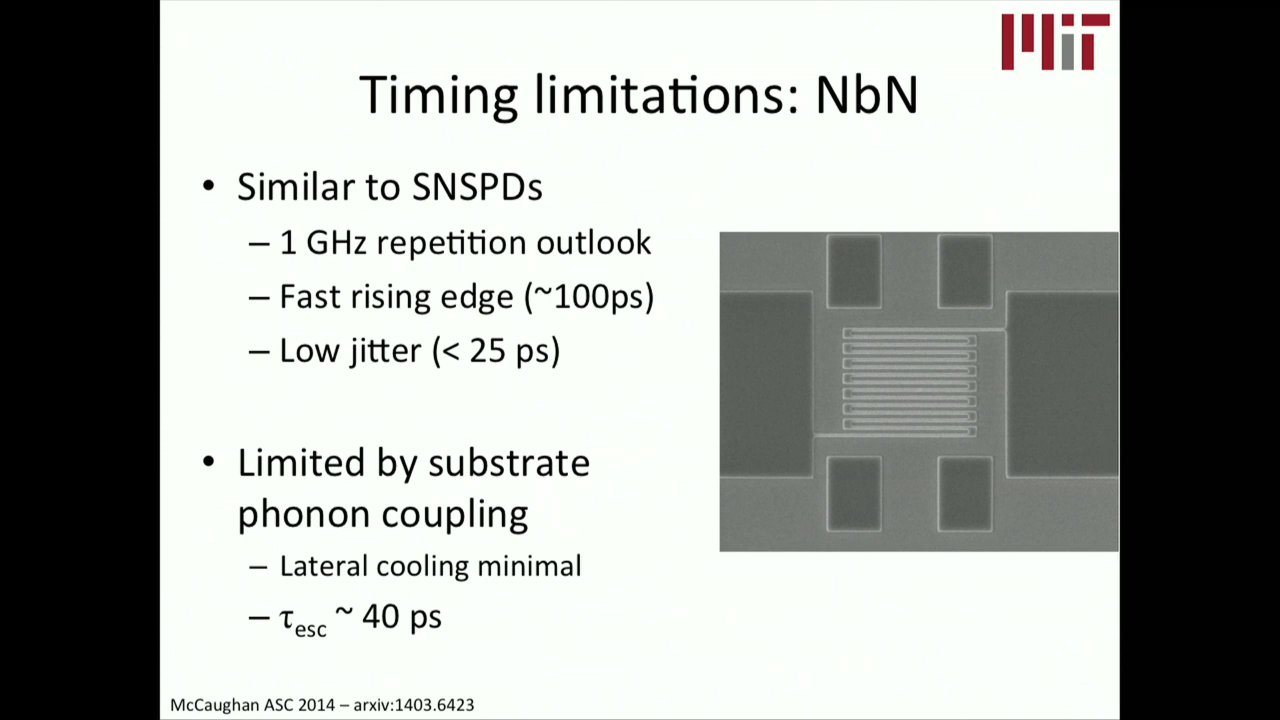 MIT
Timing limitations: NbN
• Similar to SNSPDs
– 1 GHz repetition outlook
– Fast rising edge (~100ps)
– Low jitter (< 25 ps)
• Limited by substrate
phonon coupling
– Lateral cooling minimal
– τesc ~ 40 ps
McCaughan ASC 2014 – arxiv:1403.6423